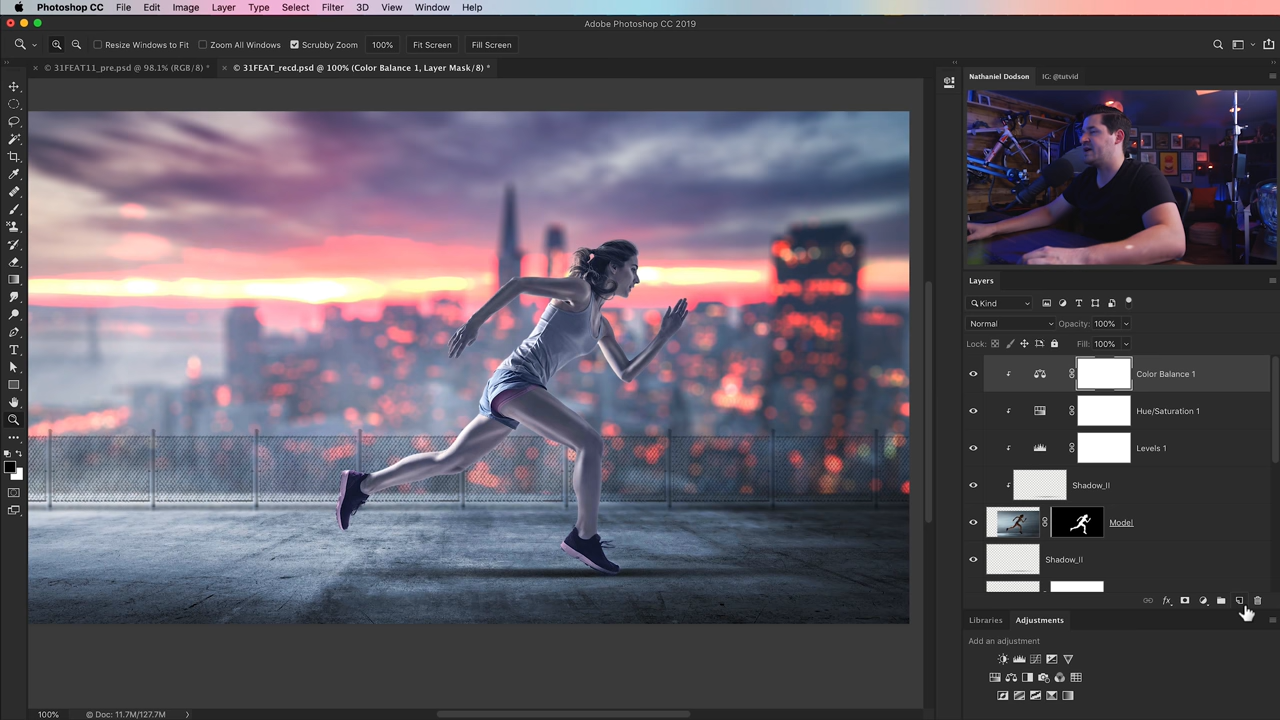 Photoshop CC File Edit Image Layer Type Select Filter 3D View Window Help
Adobe Photoshop CC 2019
Resize Windows to Fit Zoom All Windows Scrubby Zoom 100% Fit Screen Fill Screen
× © 31FEAT11_pre.psd @ 98.1% (RGB/8) * × © 31FEAT_recd.psd @ 100% (Color Balance 1, Layer Mask/8) *
Nathaniel Dodson IG: @tutvid
Layers
Kind
Normal Opacity: 100%
Lock: Fill: 100%
Color Balance 1
Hue/Saturation 1
Levels 1
Shadow_II
Model
Shadow_II
fx
Libraries Adjustments
Add an adjustment
100% Doc: 11.7M/127.7M